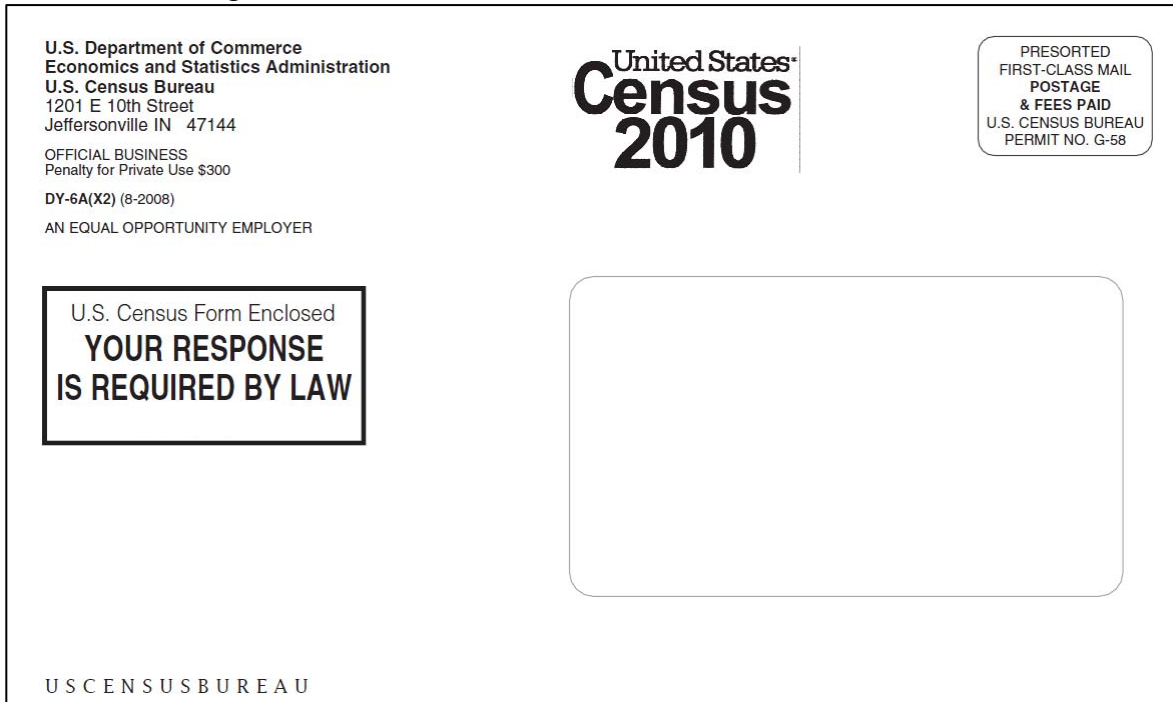 U.S. Department of Commerce
Economics and Statistics Administration
U.S. Census Bureau
1201 E 10th Street
Jeffersonville IN 47144
OFFICIAL BUSINESS
Penalty for Private Use $300
DY-6A(X2) (8-2008)
AN EQUAL OPPORTUNITY EMPLOYER
United States
Census
2010
PRESORTED
FIRST-CLASS MAIL
POSTAGE
& FEES PAID
U.S. CENSUS BUREAU
PERMIT NO. G-58
U.S. Census Form Enclosed
YOUR RESPONSE
IS REQUIRED BY LAW
USCENSUSBUREAU